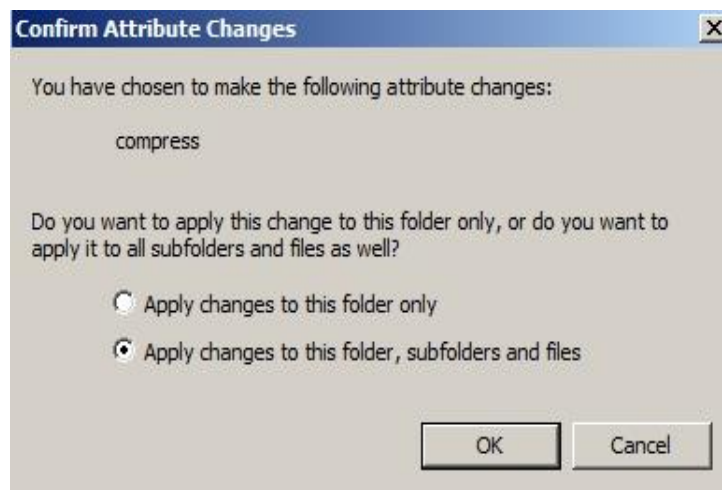 Confirm Attribute Changes
You have chosen to make the following attribute changes:
compress
Do you want to apply this change to this folder only, or do you want to
apply it to all subfolders and files as well?
Apply changes to this folder only
Apply changes to this folder, subfolders and files
OK Cancel